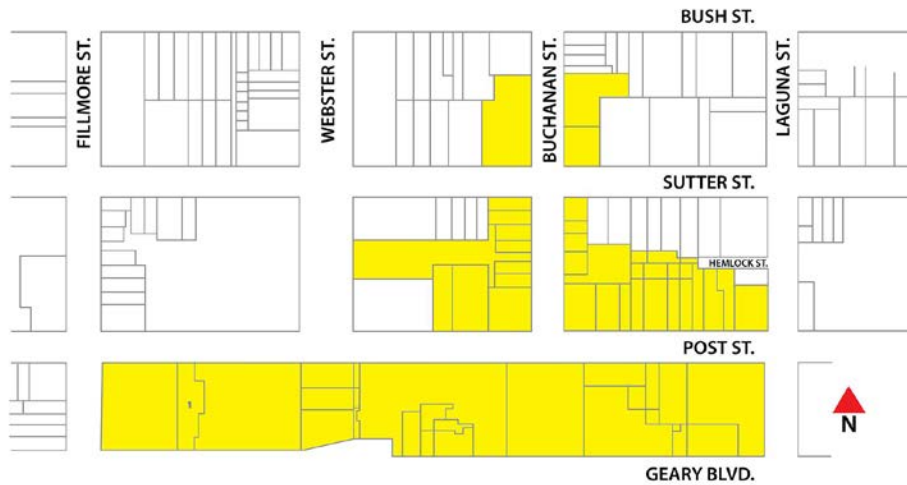 BUSH ST.
FILLMORE ST.
WEBSTER ST.
BUCHANAN ST.
LAGUNA ST.
SUTTER ST.
HEMLOCK ST.
POST ST.
N
GEARY BLVD.